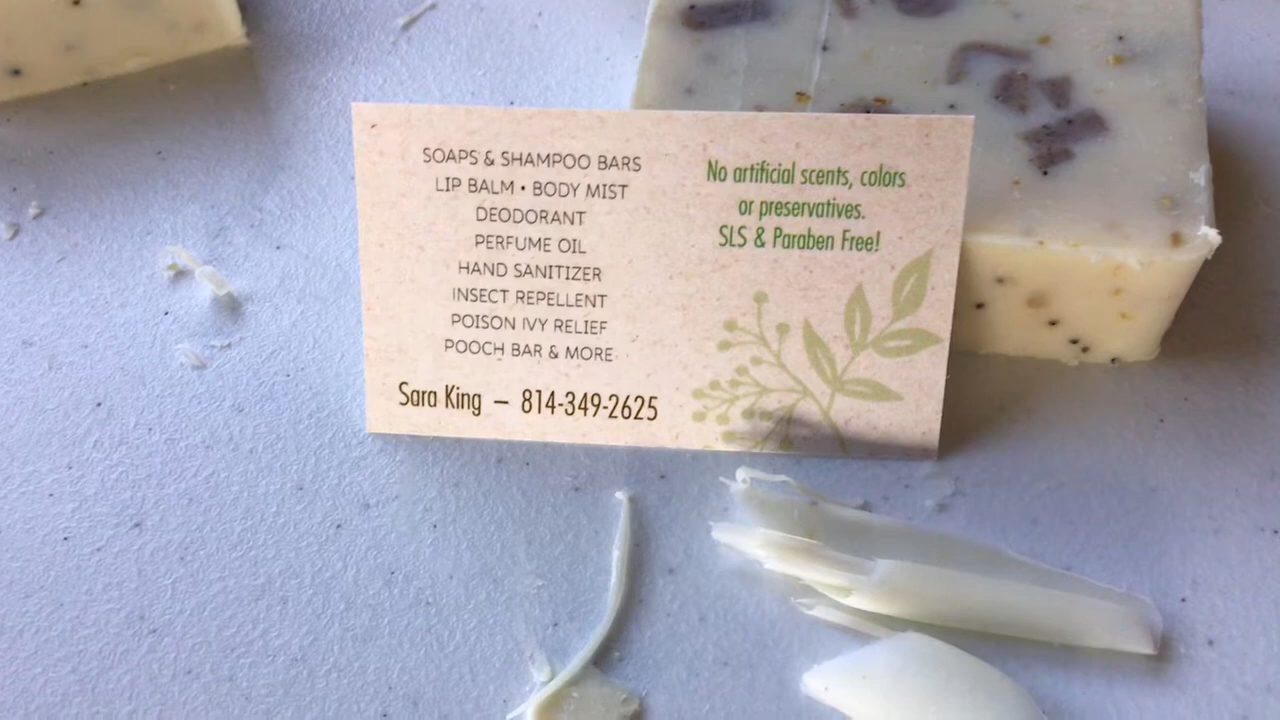 SOAPS & SHAMPOO BARS
LIP BALM • BODY MIST
DEODORANT
PERFUME OIL
HAND SANITIZER
INSECT REPELLENT
POISON IVY RELIEF
POOCH BAR & MORE
Sara King – 814-349-2625
No artificial scents, colors
or preservatives.
SLS & Paraben Free!